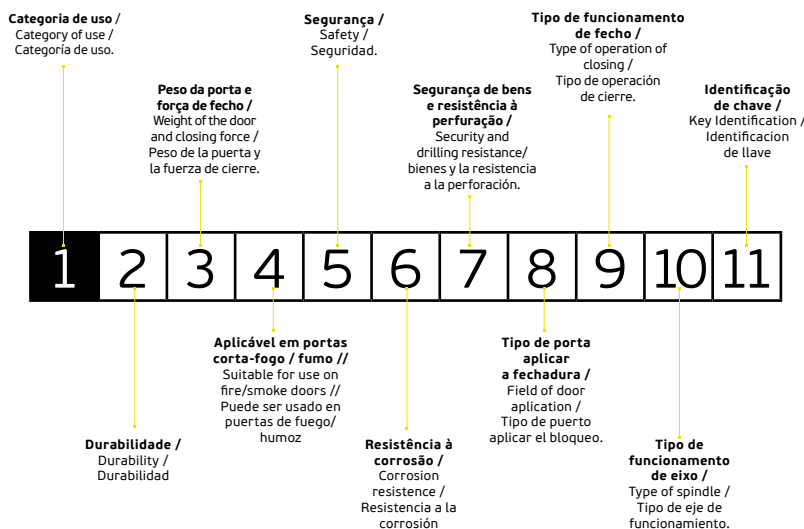 Categoria de uso /
Category of use /
Categoría de uso.
Peso da porta e
força de fecho /
Weight of the door
and closing force /
Peso de la puerta y
la fuerza de cierre.
Segurança /
Safety /
Seguridad.
Segurança de bens
e resistência à
perfuração /
Security and
drilling resistance/
bienes y la resistencia
a la perforación.
Tipo de funcionamento
de fecho /
Type of operation of
closing /
Tipo de operación
de cierre.
Identificação
de chave /
Key Identification /
Identificacion
de llave
1 2 3 4 5 6 7 8 9 10 11
Durabilidade /
Durability /
Durabilidad
Aplicável em portas
corta-fogo / fumo //
Suitable for use on
fire/smoke doors //
Puede ser usado en
puertas de fuego/
humoz
Resistência à
corrosão /
Corrosion
resistence /
Resistencia a la
corrosión
Tipo de porta
aplicar
a fechadura /
Field of door
aplication /
Tipo de puerto
aplicar el bloqueo.
Tipo de
funcionamento
de eixo /
Type of spindle /
Tipo de eje de
funcionamiento.